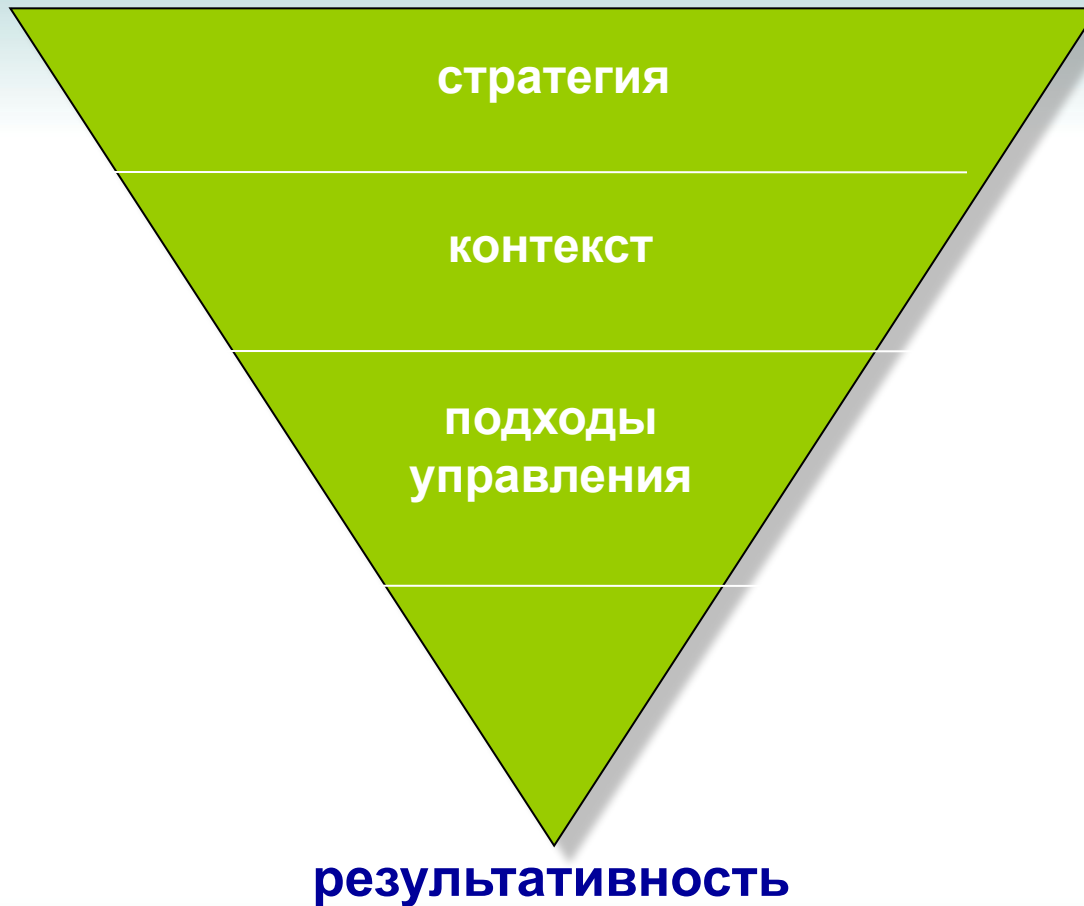 стратегия
контекст
подходы
управления
результативность